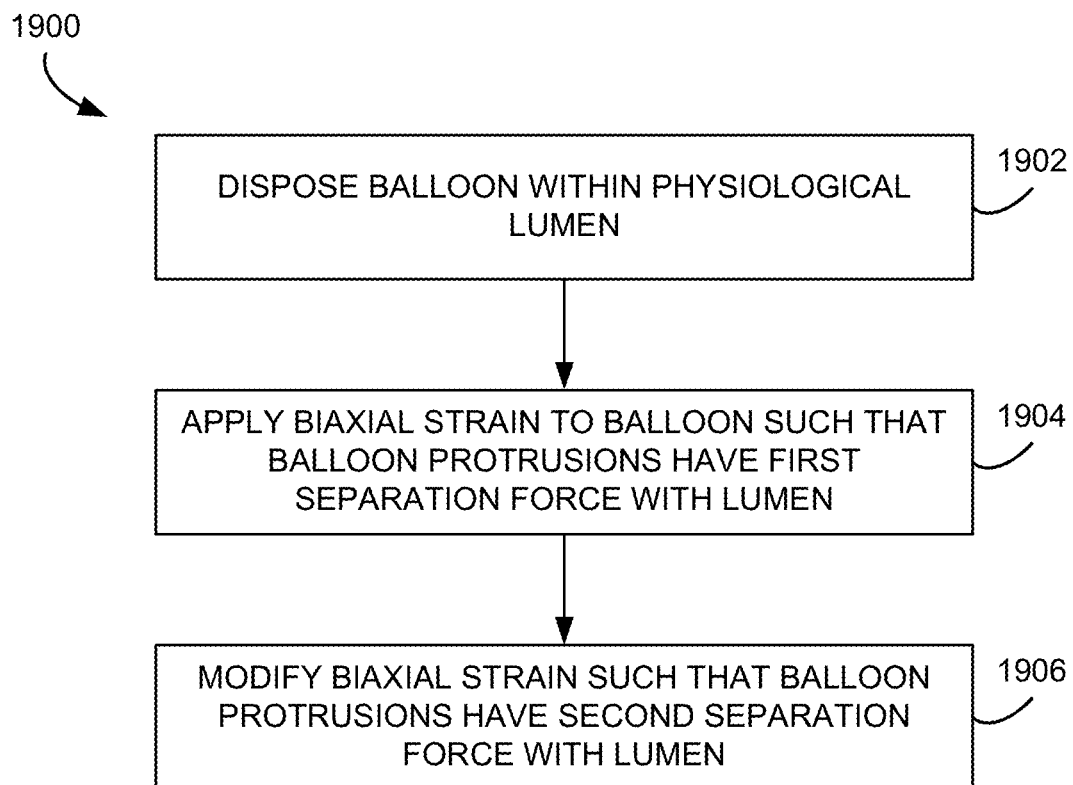 1900
DISPOSE BALLOON WITHIN PHYSIOLOGICAL
LUMEN
1902
APPLY BIAXIAL STRAIN TO BALLOON SUCH THAT
BALLOON PROTRUSIONS HAVE FIRST
SEPARATION FORCE WITH LUMEN
1904
MODIFY BIAXIAL STRAIN SUCH THAT BALLOON
PROTRUSIONS HAVE SECOND SEPARATION
FORCE WITH LUMEN
1906